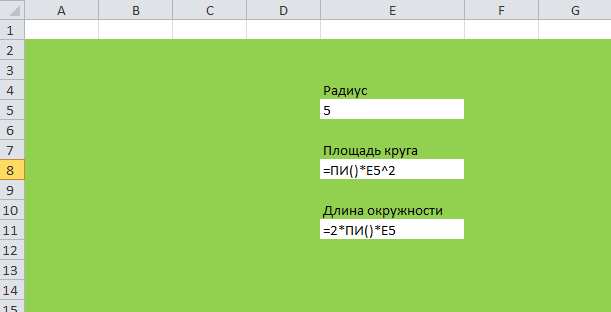 A B C D E F G
1
2
3
4 Радиус
5 5
6
7 Площадь круга
8 =ПИ()*E5^2
9
10 Длина окружности
11 =2*ПИ()*E5
12
13
14
15